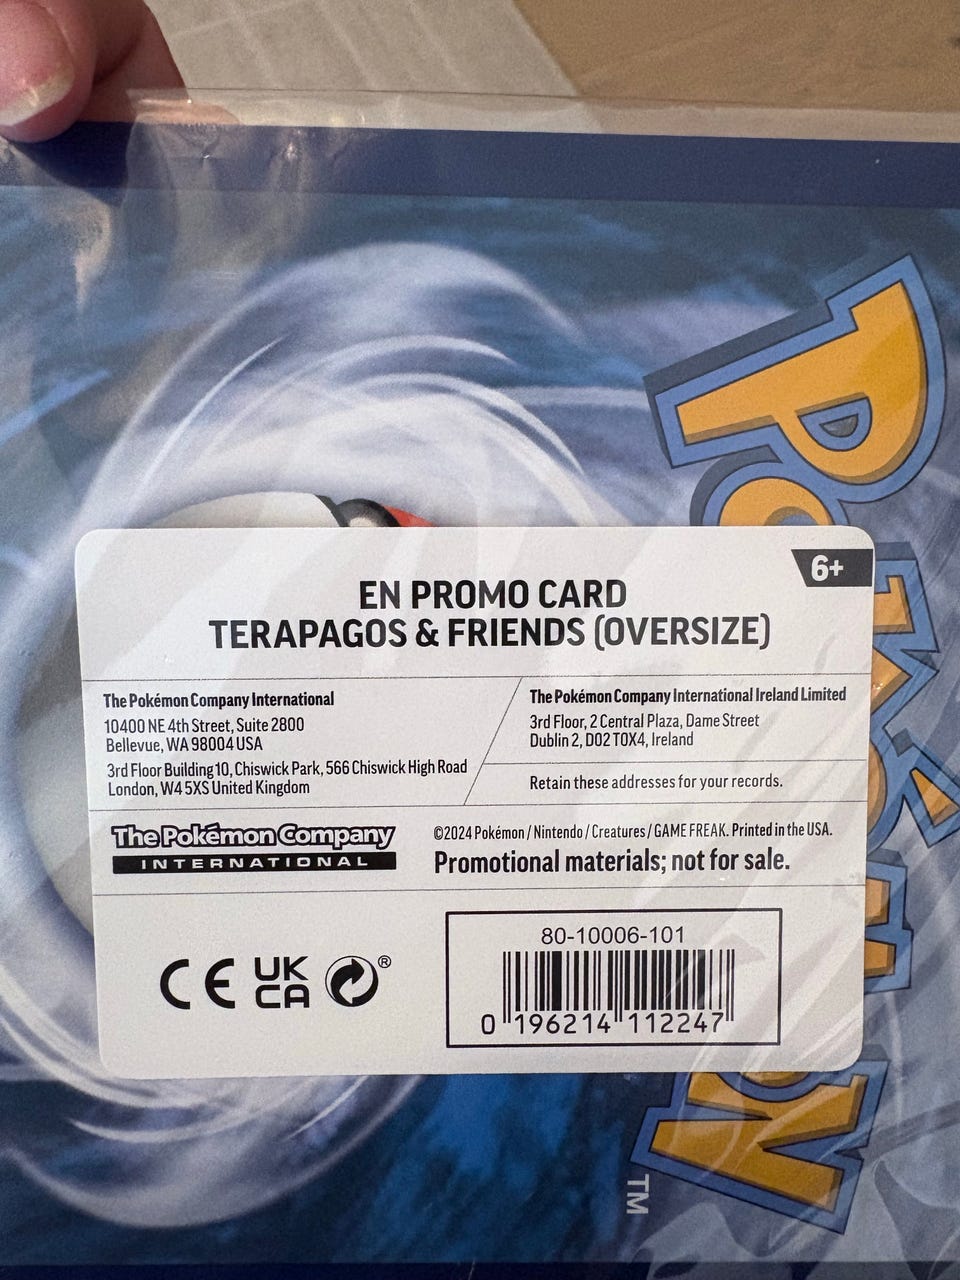 Pokémon
TM
6+
EN PROMO CARD
TERAPAGOS & FRIENDS (OVERSIZE)
The Pokémon Company International
10400 NE 4th Street, Suite 2800
Bellevue, WA 98004 USA
3rd Floor Building 10, Chiswick Park, 566 Chiswick High Road
London, W4 5XS United Kingdom
The Pokémon Company International Ireland Limited
3rd Floor, 2 Central Plaza, Dame Street
Dublin 2, D02 T0X4, Ireland
Retain these addresses for your records.
The Pokémon Company
INTERNATIONAL
©2024 Pokémon / Nintendo / Creatures / GAME FREAK. Printed in the USA.
Promotional materials; not for sale.
CE
UK
CA
®
80-10006-101
0 196214 112247